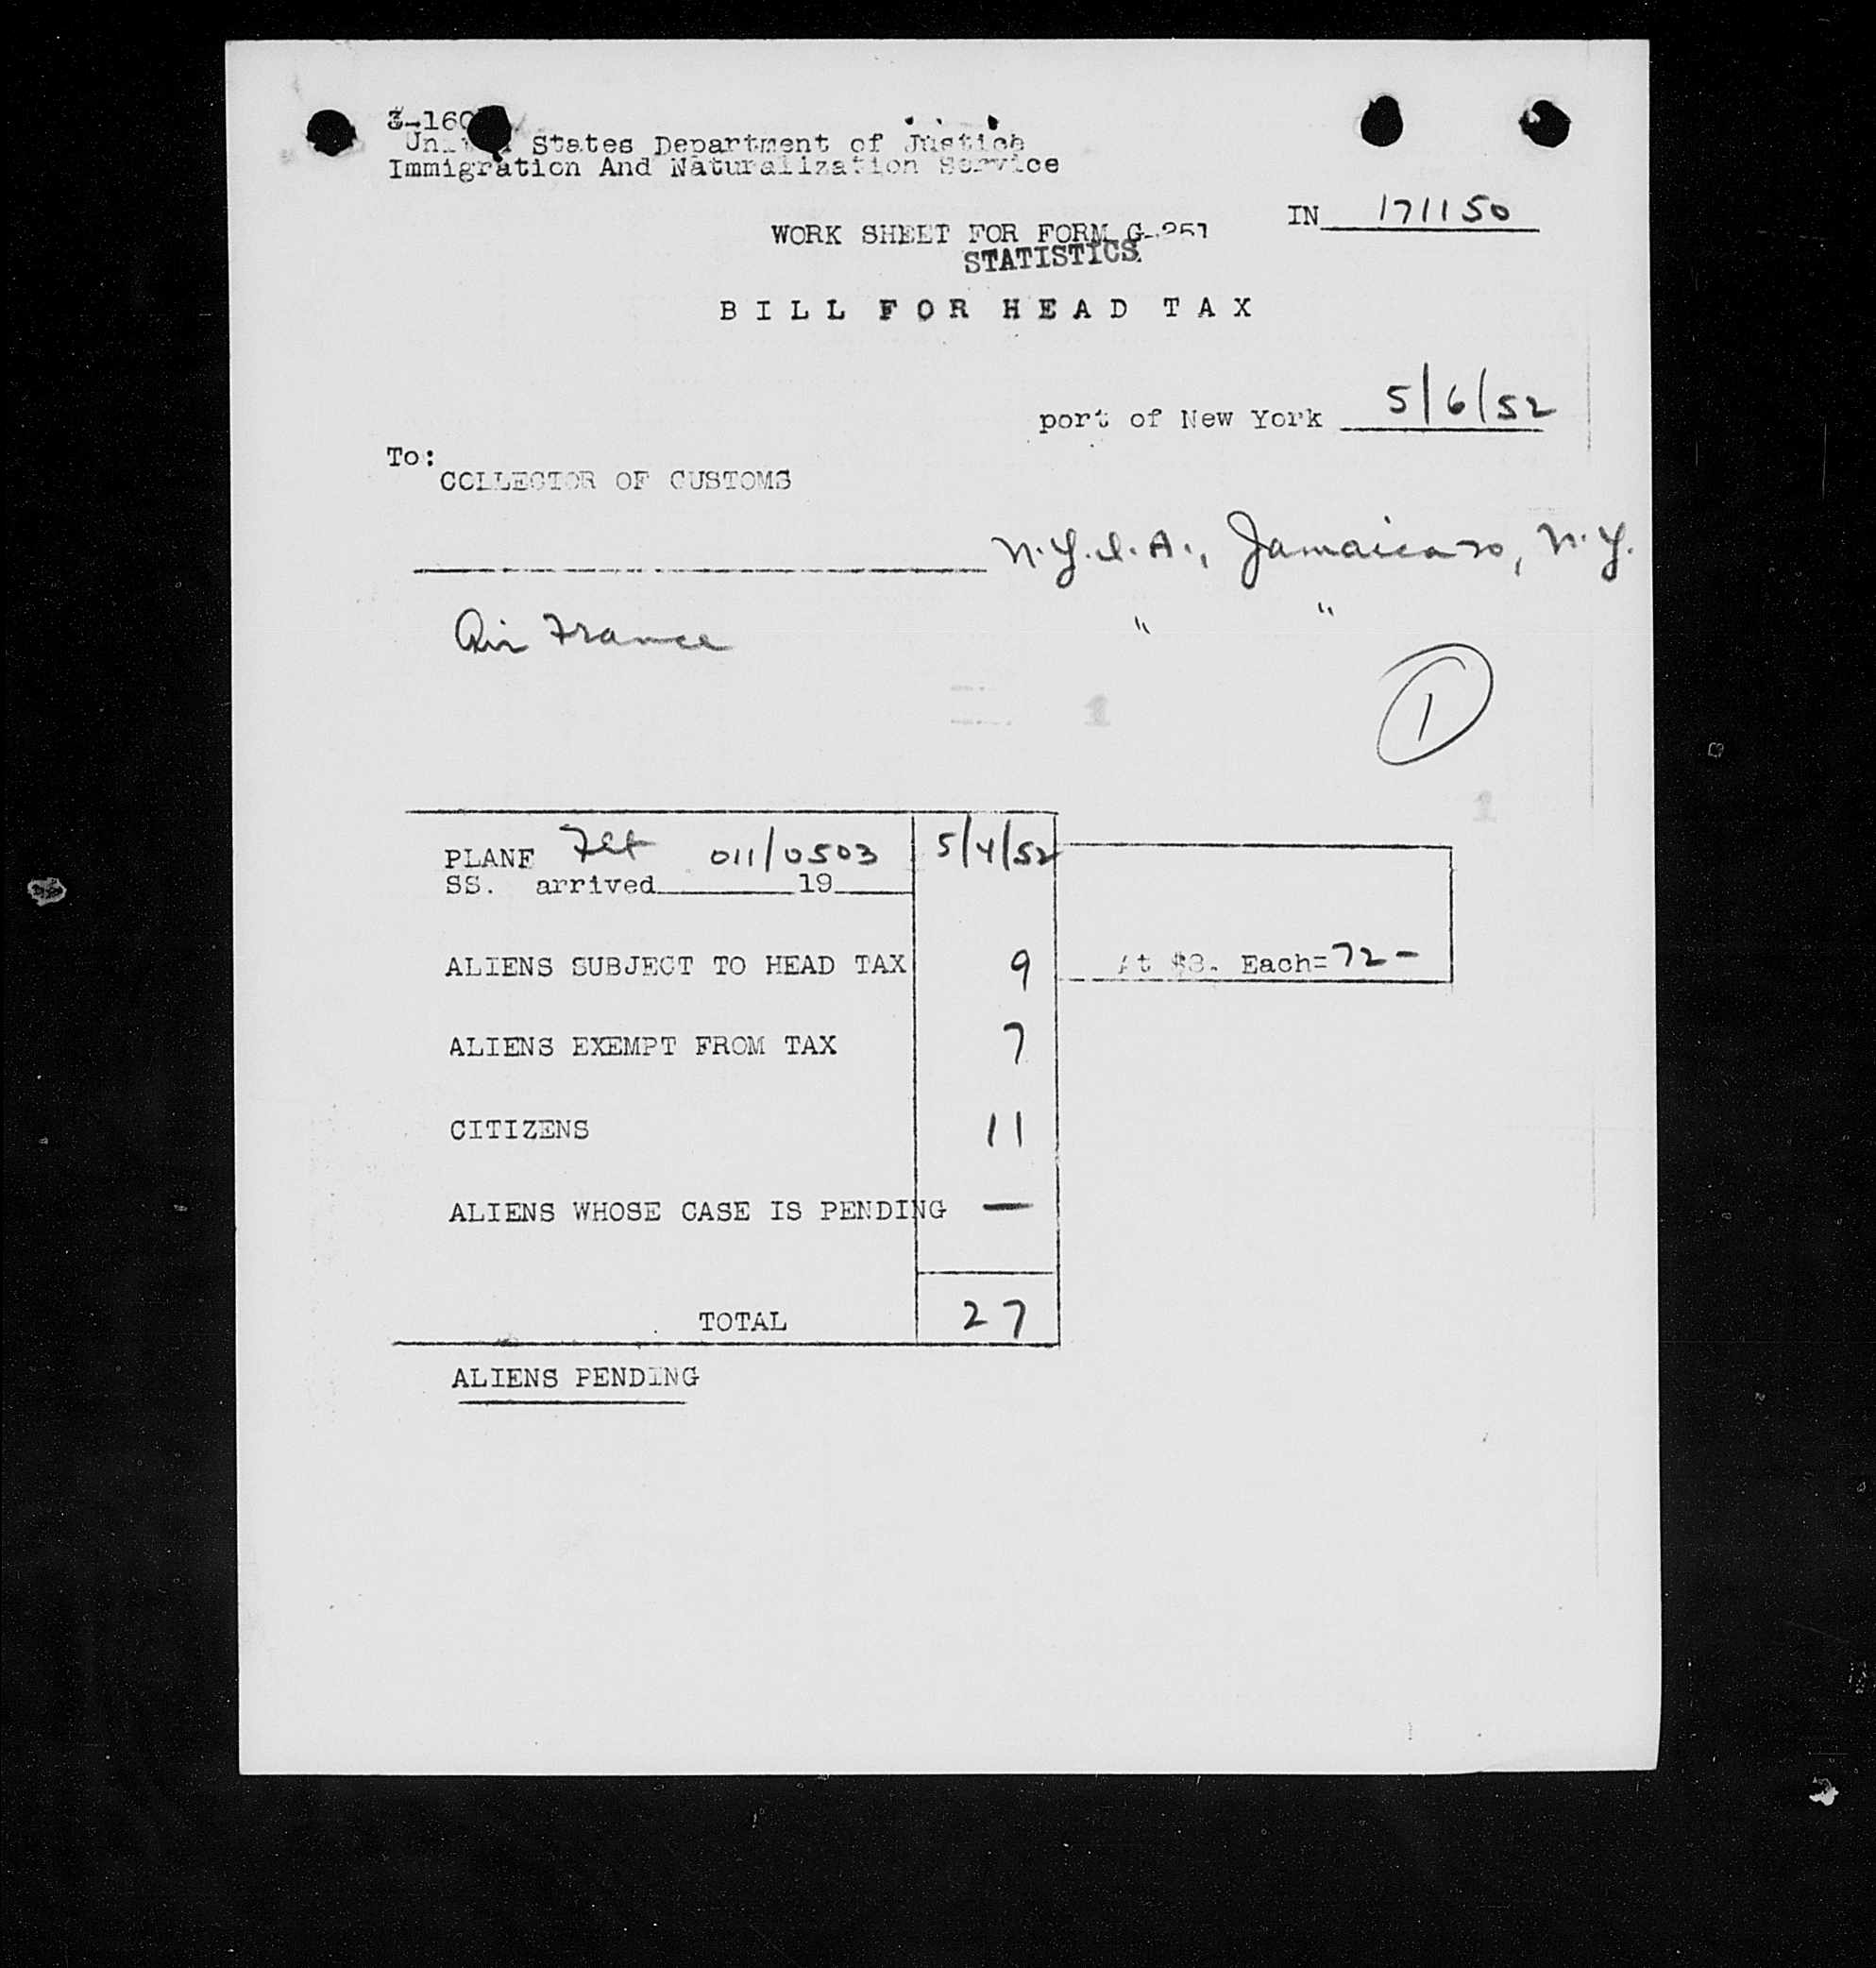 3-160
United States Department of Justice
Immigration And Naturalization Service
IN 171150
WORK SHEET FOR FORM G-251
STATISTICS
BILL FOR HEAD TAX
port of New York 5/6/52
To:
COLLECTOR OF CUSTOMS
N.Y.I.A., Jamaica 30, N.Y.
Air France " "
1
1
1
PLANE Flt 011/0503 5/4/52
SS. arrived 19
ALIENS SUBJECT TO HEAD TAX 9 At $8. Each= 72-
ALIENS EXEMPT FROM TAX 7
CITIZENS 11
ALIENS WHOSE CASE IS PENDING —
TOTAL 27
ALIENS PENDING